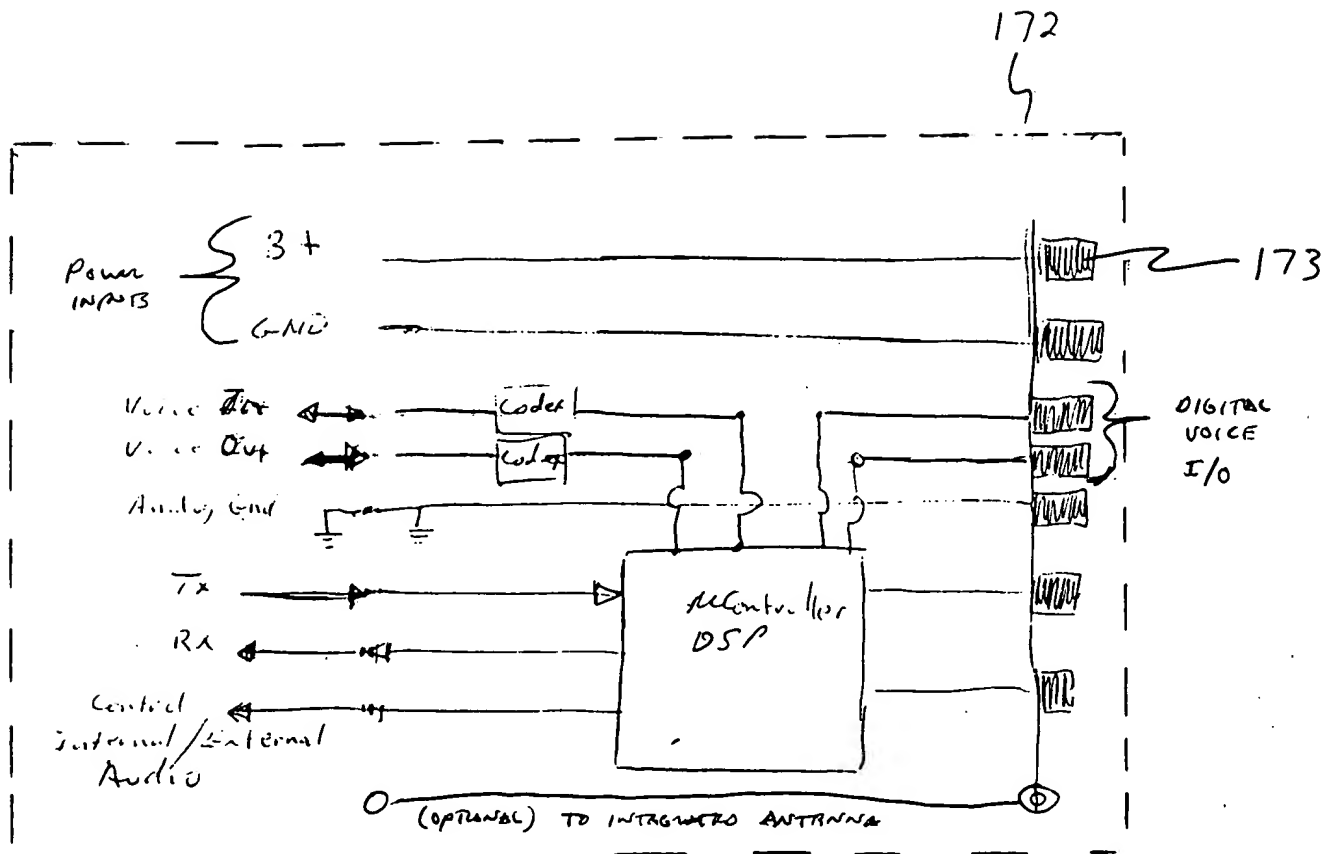 172
3+
Power
INPUTS
GND
173
Voice
Codec
Voice Out
Codec
DIGITAL
VOICE
I/O
Analog Gnd
Tx
µController
DSP
Rx
Control
Internal/External
Audio
(OPTIONAL) TO INTEGRATED ANTENNA